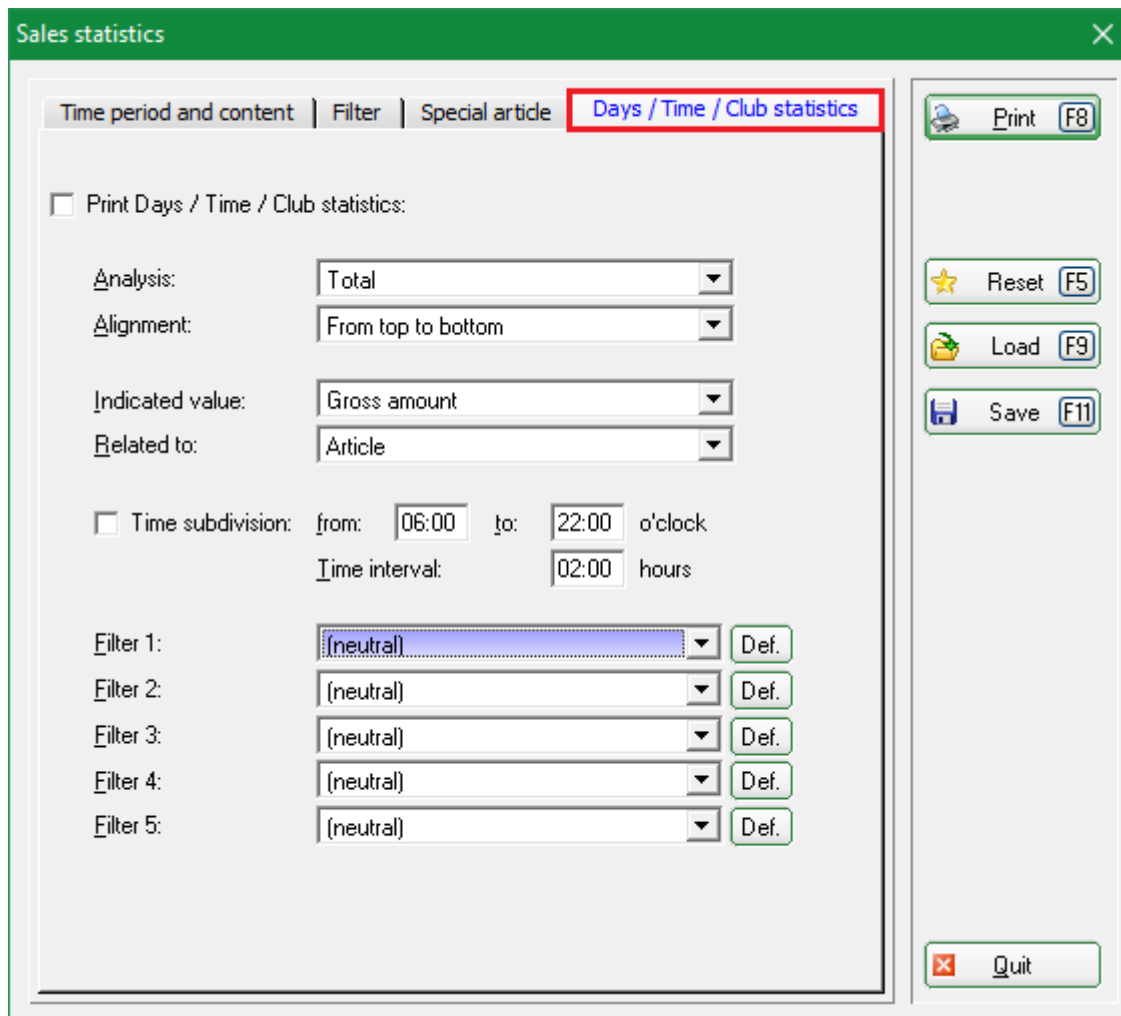 Sales statistics
Time period and content Filter Special article Days / Time / Club statistics
Print F8
Print Days / Time / Club statistics:
Analysis: Total
Reset F5
Alignment: From top to bottom
Load F9
Indicated value: Gross amount
Save F11
Related to: Article
Time subdivision: from: 06:00 to: 22:00 o'clock
Time interval: 02:00 hours
Filter 1: (neutral) Def.
Filter 2: (neutral) Def.
Filter 3: (neutral) Def.
Filter 4: (neutral) Def.
Filter 5: (neutral) Def.
Quit